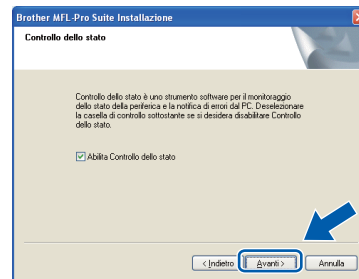 Brother MFL-Pro Suite Installazione
Controllo dello stato
Controllo dello stato è uno strumento software per il monitoraggio
dello stato della periferica e la notifica di errori dal PC. Deselezionare
la casella di controllo sottostante se si desidera disabilitare Controllo
dello stato.
Abilita Controllo dello stato
< Indietro Avanti > Annulla